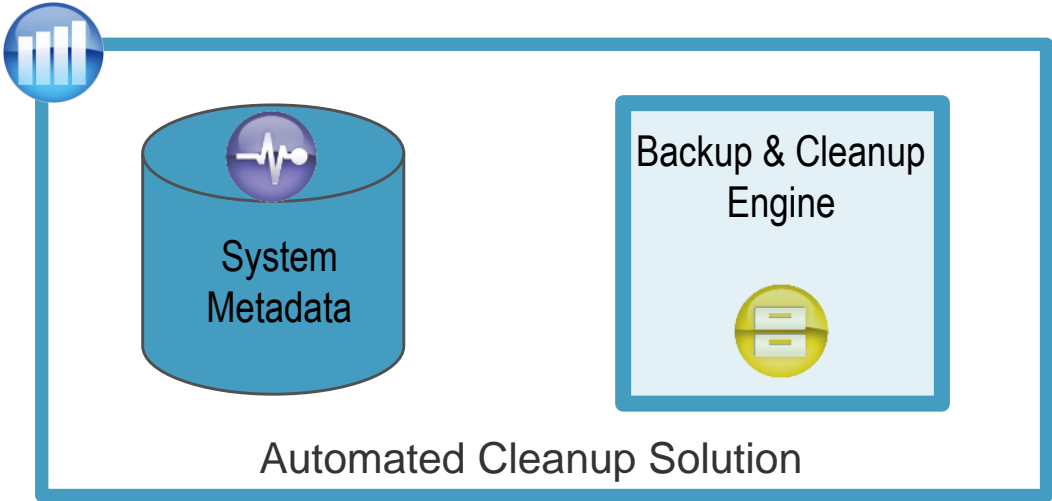 System
Metadata
Backup & Cleanup
Engine
Automated Cleanup Solution